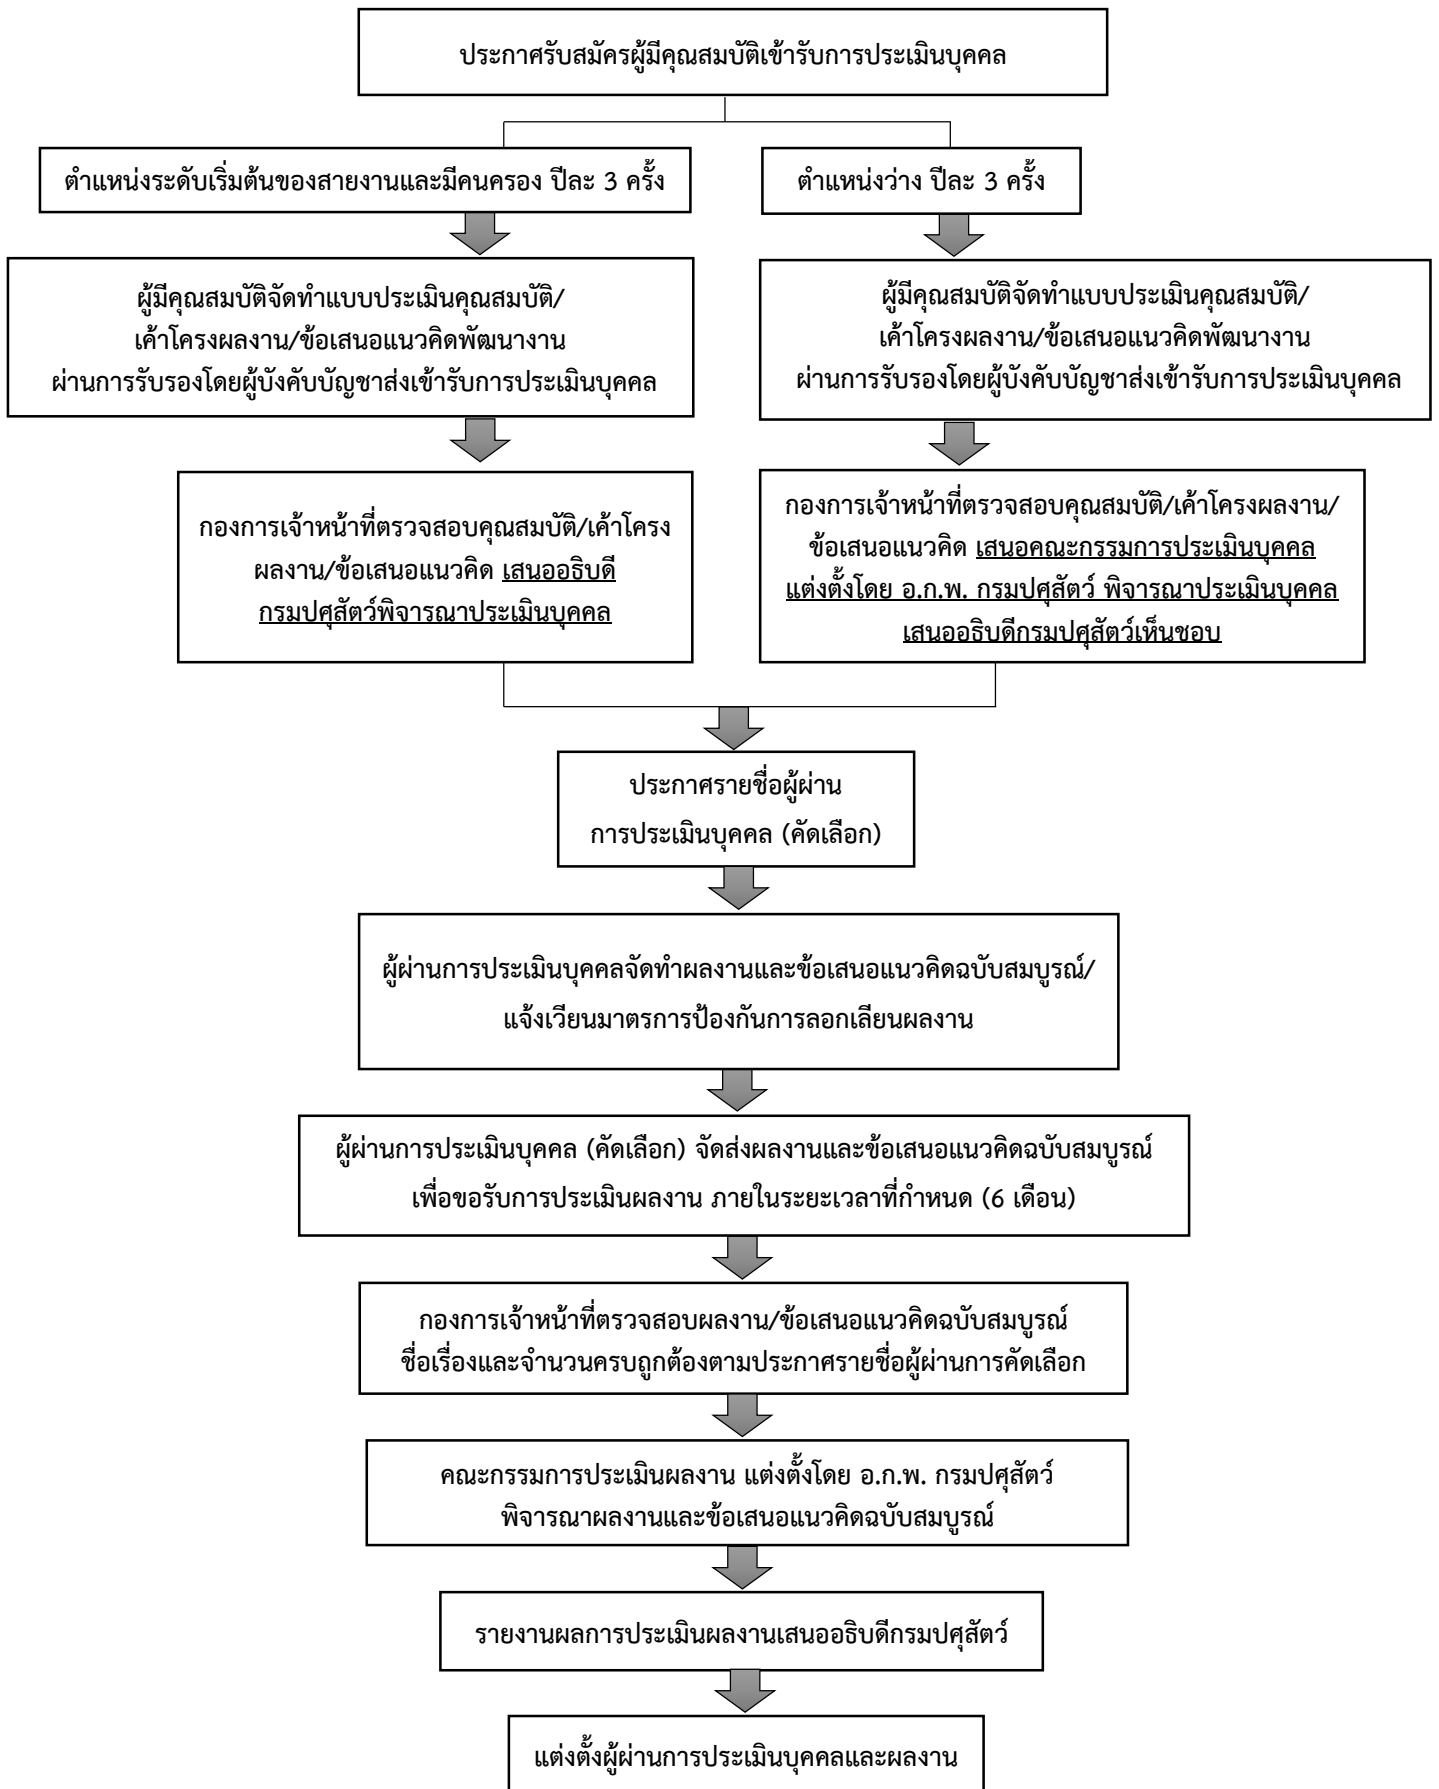 ประกาศรับสมัครผู้มีคุณสมบัติเข้ารับการประเมินบุคคล
ตำแหน่งระดับเริ่มต้นของสายงานและมีคนครอง ปีละ 3 ครั้ง
ตำแหน่งว่าง ปีละ 3 ครั้ง
ผู้มีคุณสมบัติจัดทำแบบประเมินคุณสมบัติ/
เค้าโครงผลงาน/ข้อเสนอแนวคิดพัฒนางาน
ผ่านการรับรองโดยผู้บังคับบัญชาส่งเข้ารับการประเมินบุคคล
ผู้มีคุณสมบัติจัดทำแบบประเมินคุณสมบัติ/
เค้าโครงผลงาน/ข้อเสนอแนวคิดพัฒนางาน
ผ่านการรับรองโดยผู้บังคับบัญชาส่งเข้ารับการประเมินบุคคล
กองการเจ้าหน้าที่ตรวจสอบคุณสมบัติ/เค้าโครง
ผลงาน/ข้อเสนอแนวคิด เสนออธิบดี
กรมปศุสัตว์พิจารณาประเมินบุคคล
กองการเจ้าหน้าที่ตรวจสอบคุณสมบัติ/เค้าโครงผลงาน/
ข้อเสนอแนวคิด เสนอคณะกรรมการประเมินบุคคล
แต่งตั้งโดย อ.ก.พ. กรมปศุสัตว์ พิจารณาประเมินบุคคล
เสนออธิบดีกรมปศุสัตว์เห็นชอบ
ประกาศรายชื่อผู้ผ่าน
การประเมินบุคคล (คัดเลือก)
ผู้ผ่านการประเมินบุคคลจัดทำผลงานและข้อเสนอแนวคิดฉบับสมบูรณ์/
แจ้งเวียนมาตรการป้องกันการลอกเลียนผลงาน
ผู้ผ่านการประเมินบุคคล (คัดเลือก) จัดส่งผลงานและข้อเสนอแนวคิดฉบับสมบูรณ์
เพื่อขอรับการประเมินผลงาน ภายในระยะเวลาที่กำหนด (6 เดือน)
กองการเจ้าหน้าที่ตรวจสอบผลงาน/ข้อเสนอแนวคิดฉบับสมบูรณ์
ชื่อเรื่องและจำนวนครบถูกต้องตามประกาศรายชื่อผู้ผ่านการคัดเลือก
คณะกรรมการประเมินผลงาน แต่งตั้งโดย อ.ก.พ. กรมปศุสัตว์
พิจารณาผลงานและข้อเสนอแนวคิดฉบับสมบูรณ์
รายงานผลการประเมินผลงานเสนออธิบดีกรมปศุสัตว์
แต่งตั้งผู้ผ่านการประเมินบุคคลและผลงาน